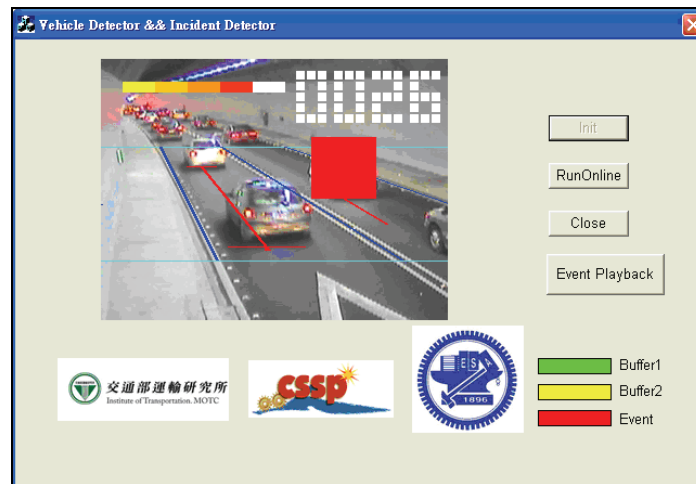 Vehicle Detector && Incident Detector
0026
Init
RunOnline
Close
Event Playback
交通部運輸研究所
Institute of Transportation, MOTC
cssp
E S A
1896
Buffer1
Buffer2
Event